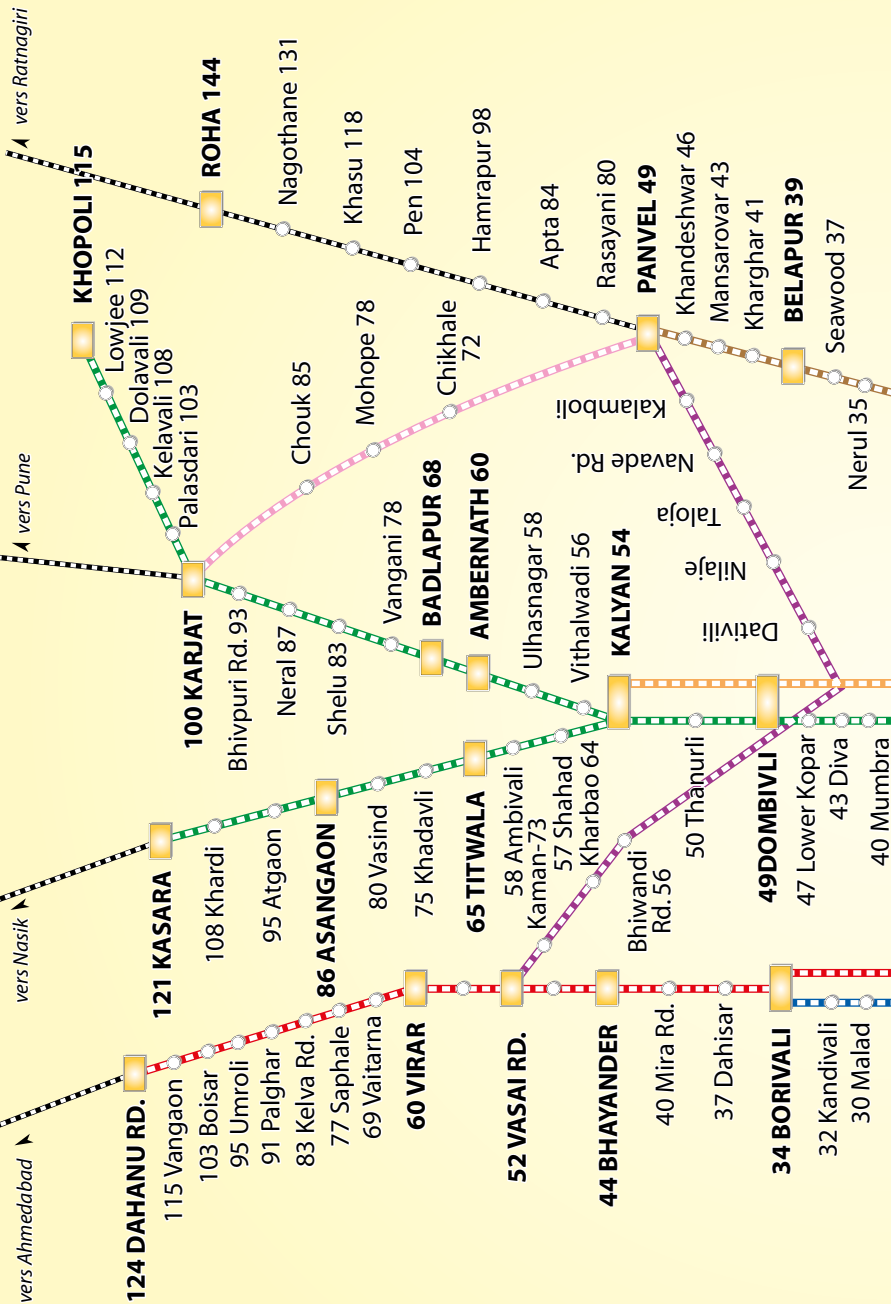 vers Ahmedabad
124 DAHANU RD.
115 Vangaon
103 Boisar
95 Umroli
91 Palghar
83 Kelva Rd.
77 Saphale
69 Vaitarna
60 VIRAR
52 VASAI RD.
44 BHAYANDER
40 Mira Rd.
37 Dahisar
34 BORIVALI
32 Kandivali
30 Malad
vers Nasik
121 KASARA
108 Khardi
95 Atgaon
86 ASANGAON
80 Vasind
75 Khadavli
65 TITWALA
58 Ambivali
Kaman-73
57 Shahad
Kharbao 64
Bhiwandi
Rd. 56
50 Thamurli
49DOMBIVLI
47 Lower Kopar
43 Diva
40 Mumbra
vers Pune
KHOPOLI 115
Lowjee 112
Dolavali 109
Kelavali 108
Palasdari 103
100 KARJAT
Bhivpuri Rd. 93
Neral 87
Shelu 83
Vangani 78
BADLAPUR 68
AMBERNATH 60
Ulhasnagar 58
Vithalwadi 56
KALYAN 54
Chouk 85
Mohope 78
Chikhale
72
Kalamboli
Navade Rd.
Taloja
Nilaje
Dativili
vers Ratnagiri
ROHA 144
Nagothane 131
Khasu 118
Pen 104
Hamrapur 98
Apta 84
Rasayani 80
PANVEL 49
Khandeshwar 46
Mansarovar 43
Kharghar 41
BELAPUR 39
Seawood 37
Nerul 35